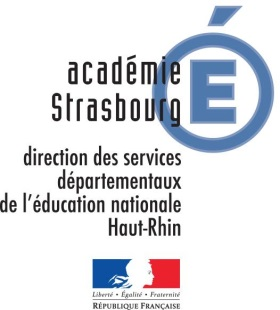 académie
Strasbourg
É
direction des services
départementaux
de l'éducation nationale
Haut-Rhin
Liberté • Égalité • Fraternité
RÉPUBLIQUE FRANÇAISE